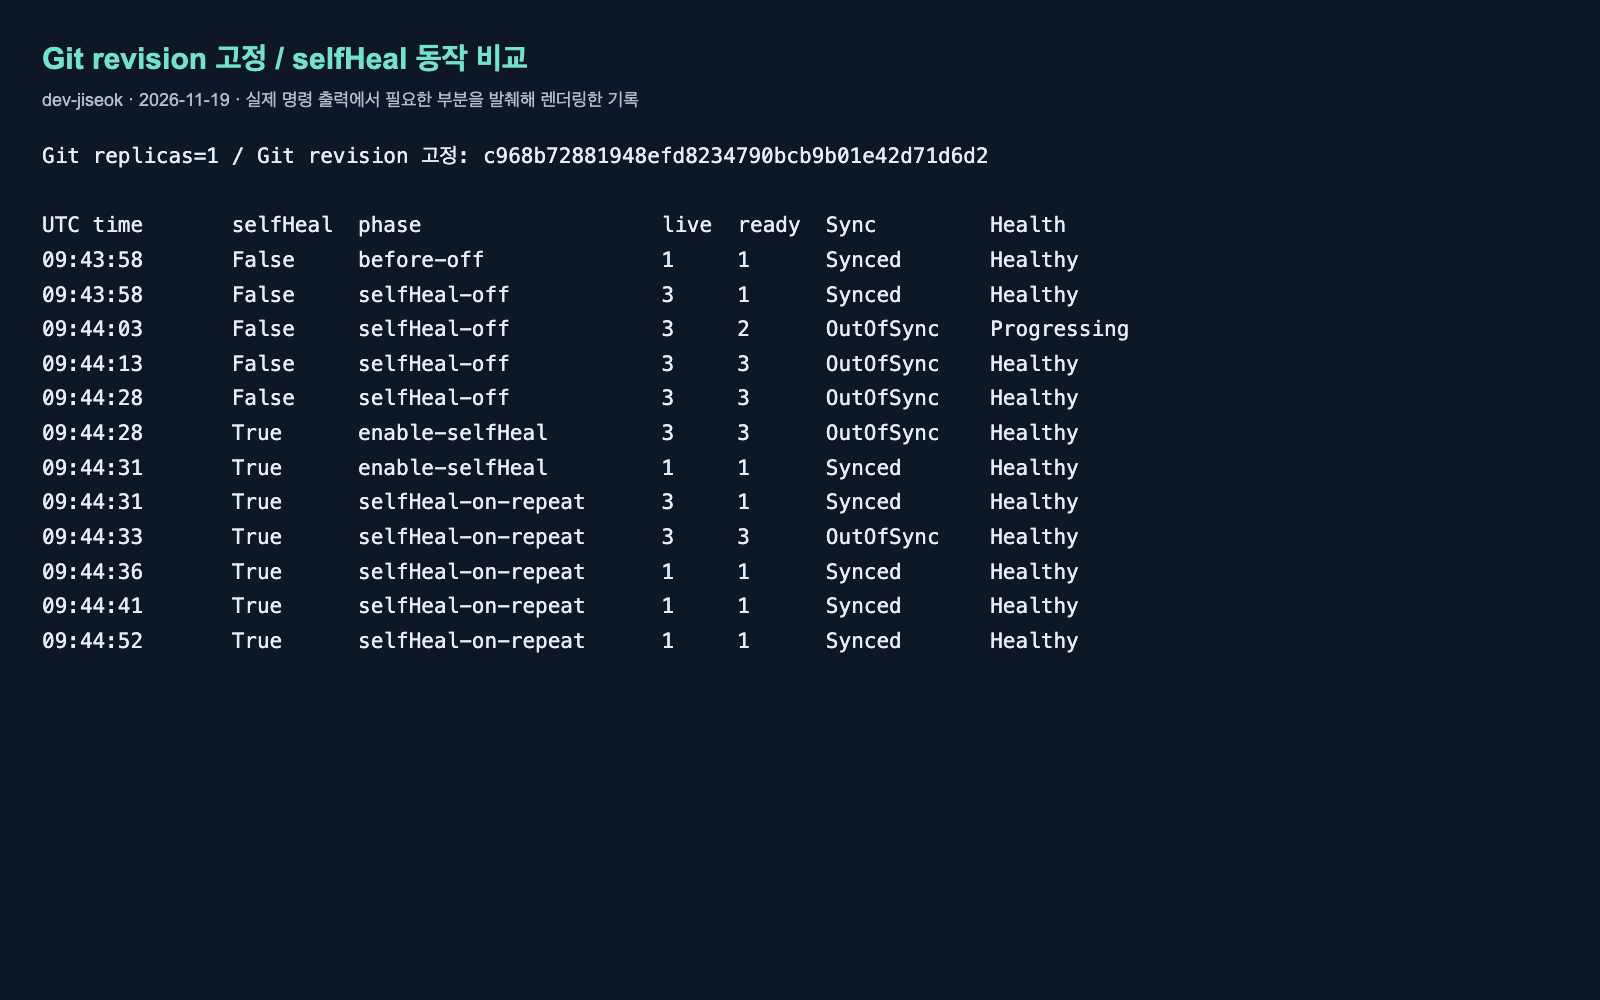 Git revision 고정 / selfHeal 동작 비교
dev-jiseok · 2026-11-19 · 실제 명령 출력에서 필요한 부분을 발췌해 렌더링한 기록
Git replicas=1 / Git revision 고정: c968b72881948efd8234790bcb9b01e42d71d6d2
UTC time selfHeal phase live ready Sync Health
09:43:58 False before-off 1 1 Synced Healthy
09:43:58 False selfHeal-off 3 1 Synced Healthy
09:44:03 False selfHeal-off 3 2 OutOfSync Progressing
09:44:13 False selfHeal-off 3 3 OutOfSync Healthy
09:44:28 False selfHeal-off 3 3 OutOfSync Healthy
09:44:28 True enable-selfHeal 3 3 OutOfSync Healthy
09:44:31 True enable-selfHeal 1 1 Synced Healthy
09:44:31 True selfHeal-on-repeat 3 1 Synced Healthy
09:44:33 True selfHeal-on-repeat 3 3 OutOfSync Healthy
09:44:36 True selfHeal-on-repeat 1 1 Synced Healthy
09:44:41 True selfHeal-on-repeat 1 1 Synced Healthy
09:44:52 True selfHeal-on-repeat 1 1 Synced Healthy